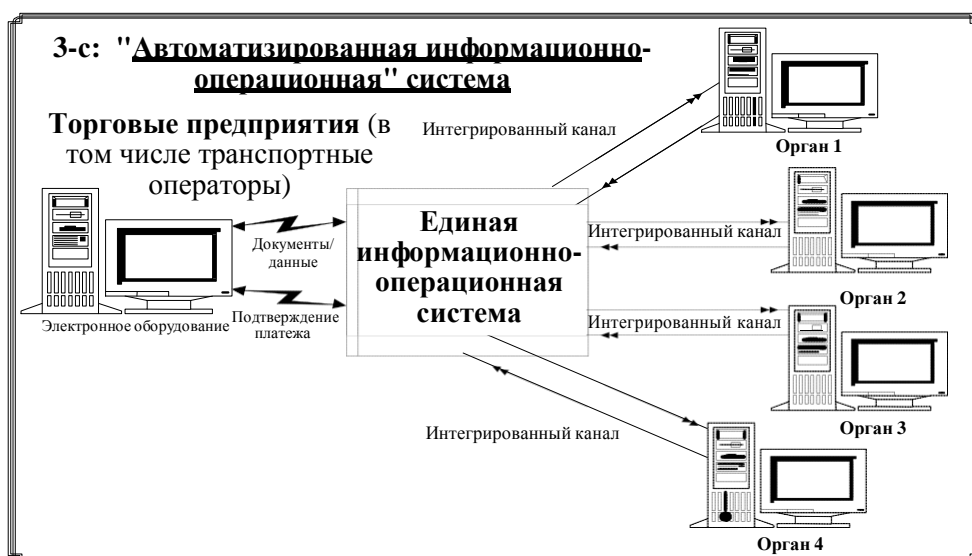 3-с: "Автоматизированная информационно-
операционная" система
Торговые предприятия (в
том числе транспортные
операторы)
Электронное оборудование
Документы/
данные
Подтверждение
платежа
Единая
информационно-
операционная
система
Интегрированный канал
Орган 1
Интегрированный канал
Орган 2
Интегрированный канал
Орган 3
Интегрированный канал
Орган 4